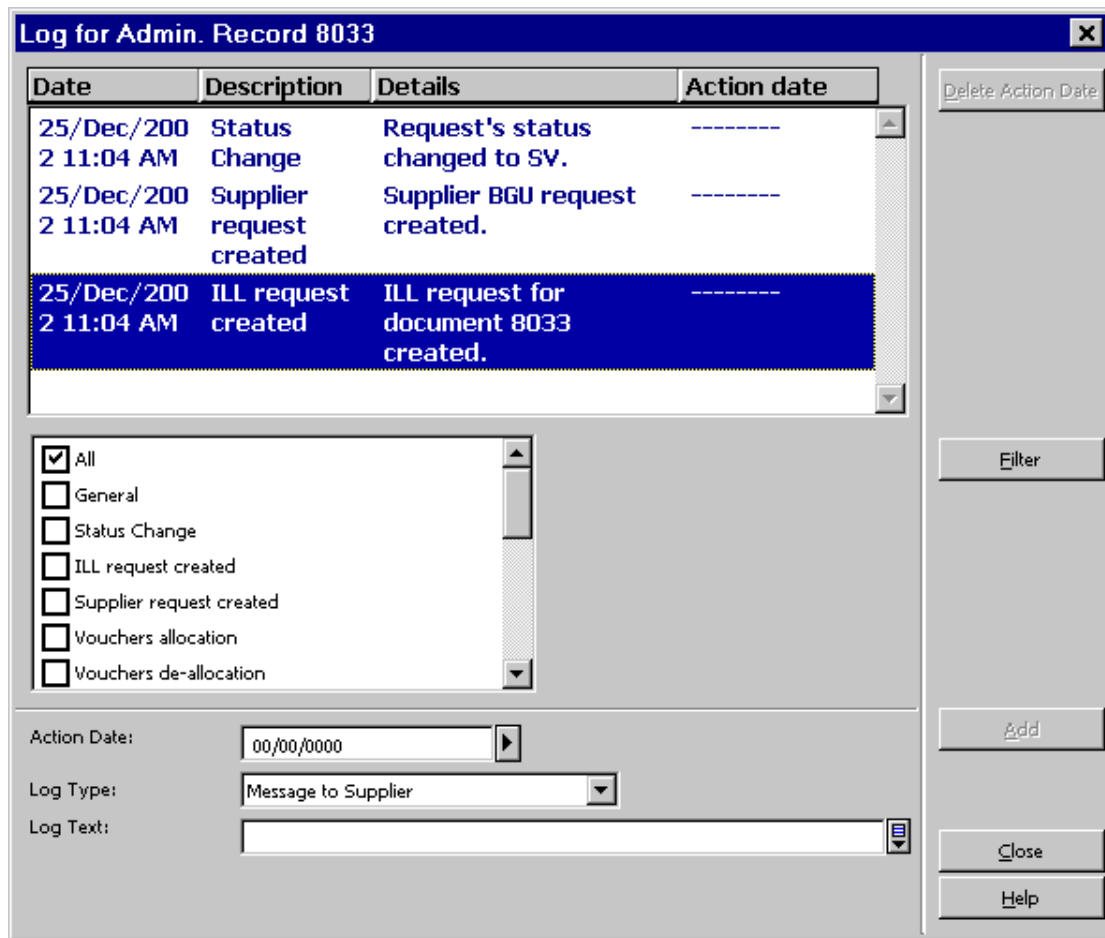 Log for Admin. Record 8033
Date Description Details Action date
Delete Action Date
25/Dec/200 Status Request's status --------
2 11:04 AM Change changed to SV.
25/Dec/200 Supplier Supplier BGU request --------
2 11:04 AM request created.
created
25/Dec/200 ILL request ILL request for --------
2 11:04 AM created document 8033
created.
All
Filter
General
Status Change
ILL request created
Supplier request created
Vouchers allocation
Vouchers de-allocation
Action Date: 00/00/0000
Add
Log Type: Message to Supplier
Log Text:
Close
Help